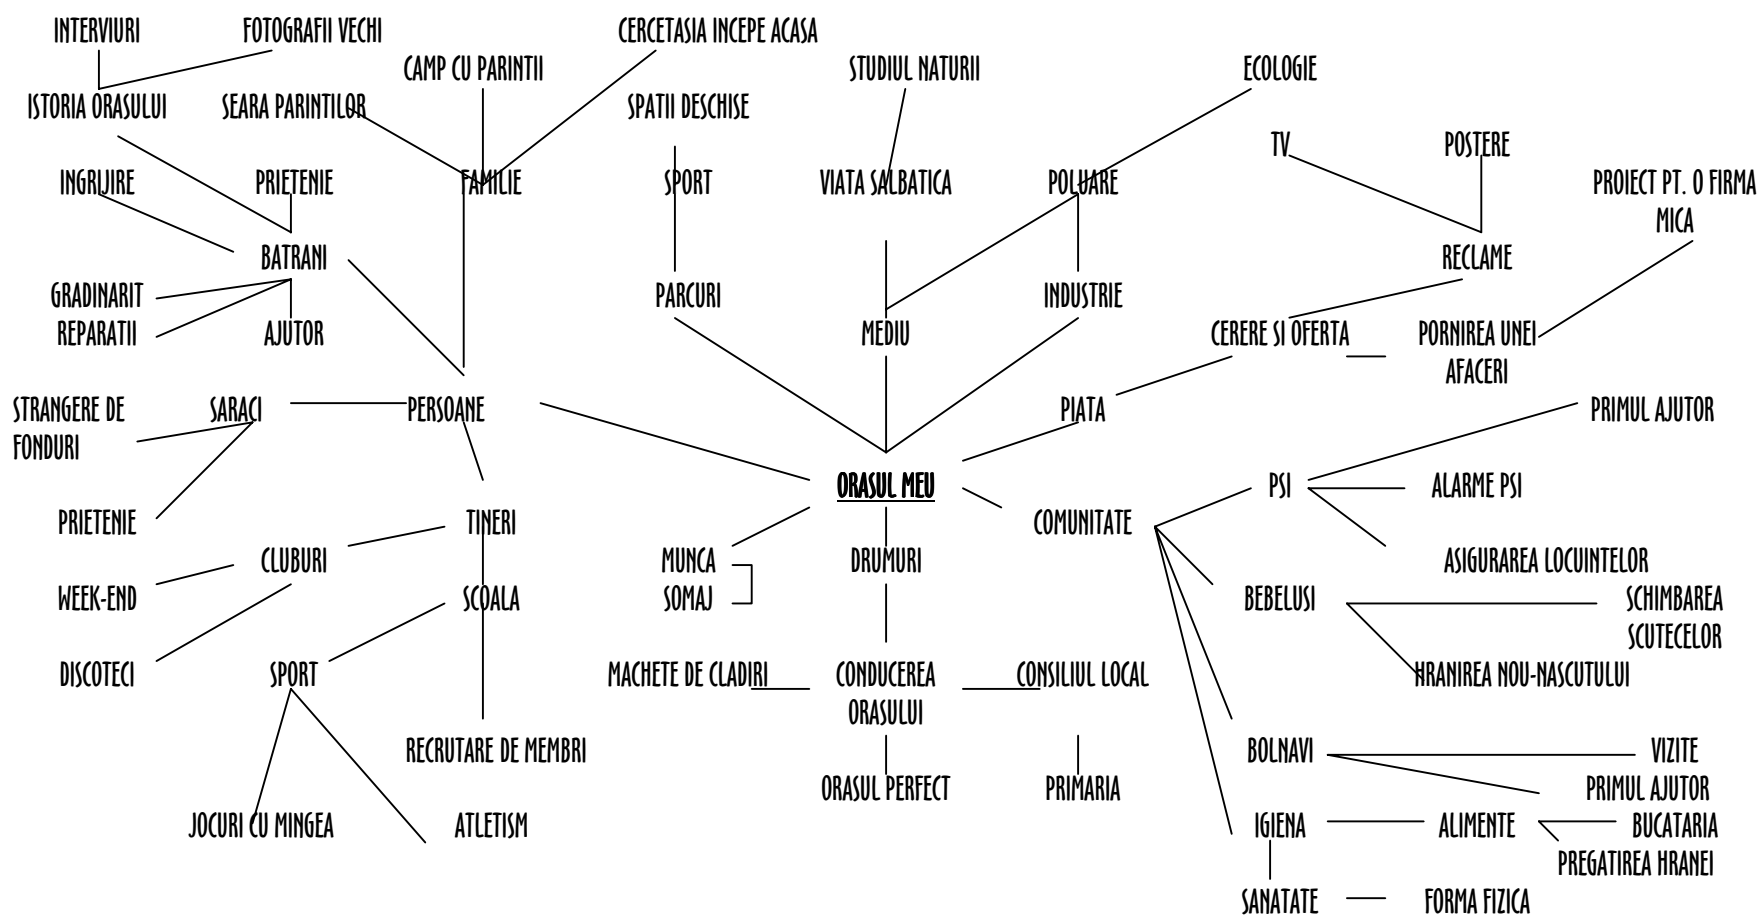 INTERVIURI
FOTOGRAFII VECHI
CERCETASIA INCEPE ACASA
CAMP CU PARINTII
STUDIUL NATURII
ECOLOGIE
ISTORIA ORASULUI
SEARA PARINTILOR
SPATII DESCHISE
TV
POSTERE
INGRIJIRE
PRIETENIE
FAMILIE
SPORT
VIATA SALBATICA
POLUARE
PROIECT PT. O FIRMA
MICA
BATRANI
RECLAME
GRADINARIT
PARCURI
INDUSTRIE
REPARATII
AJUTOR
MEDIU
CERERE SI OFERTA
PORNIREA UNEI
AFACERI
STRANGERE DE
FONDURI
SARACI
PERSOANE
PIATA
PRIMUL AJUTOR
ORASUL MEU
PSI
ALARME PSI
PRIETENIE
TINERI
COMUNITATE
CLUBURI
MUNCA
DRUMURI
ASIGURAREA LOCUINTELOR
WEEK-END
SCOALA
SOMAJ
BEBELUSI
SCHIMBAREA
SCUTECELOR
DISCOTECI
SPORT
MACHETE DE CLADIRI
CONDUCEREA
ORASULUI
CONSILIUL LOCAL
HRANIREA NOU-NASCUTULUI
RECRUTARE DE MEMBRI
BOLNAVI
VIZITE
ORASUL PERFECT
PRIMARIA
PRIMUL AJUTOR
JOCURI CU MINGEA
ATLETISM
IGIENA
ALIMENTE
BUCATARIA
PREGATIREA HRANEI
SANATATE
FORMA FIZICA